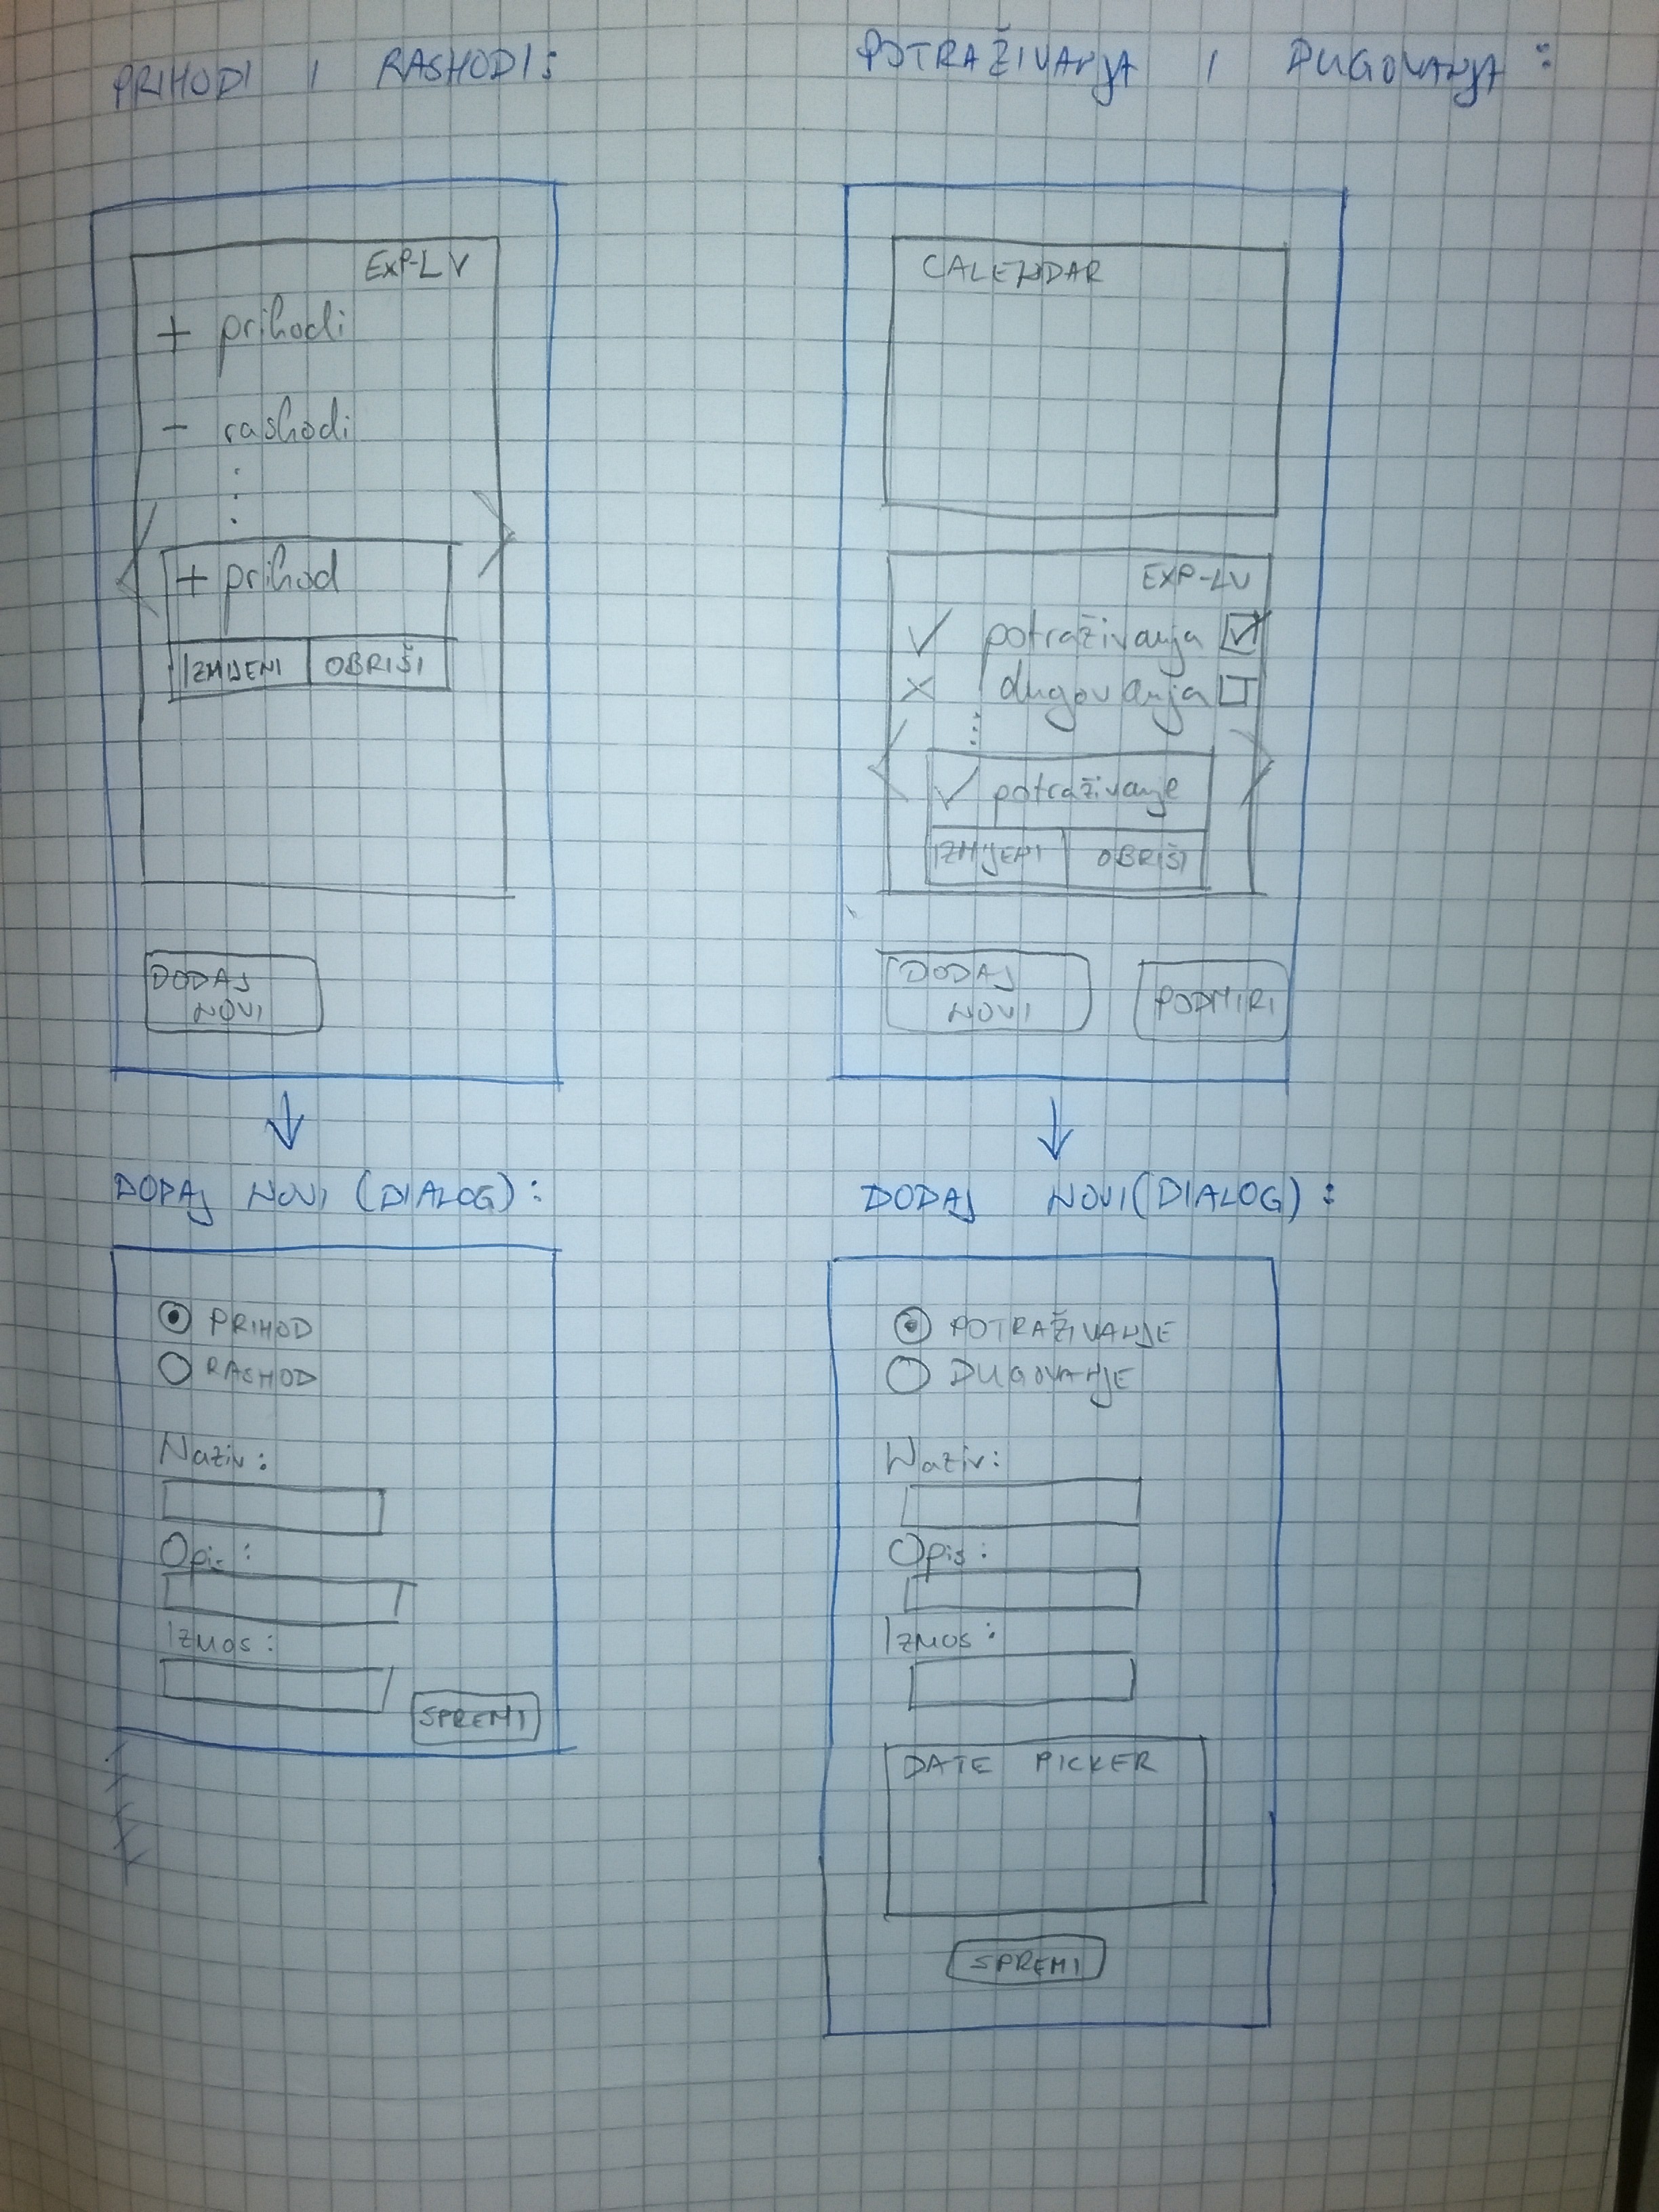 PRIHODI I RASHODI:
EXP-LV
+ prihodi
- rashodi
+ prihod
IZMIJENI OBRIŠI
DODAJ
NOVI
DODAJ NOVI (DIALOG):
PRIHOD
RASHOD
Naziv:
Opis:
Iznos:
SPREMI
POTRAŽIVANJA I DUGOVANJA:
CALENDAR
EXP-LV
✓ potraživanja ☑
× dugovanja ☐
✓ potraživanje
IZMIJENI OBRIŠI
DODAJ
NOVI
PODMIRI
DODAJ NOVI (DIALOG):
POTRAŽIVANJE
DUGOVANJE
Naziv:
Opis:
Iznos:
DATE PICKER
SPREMI